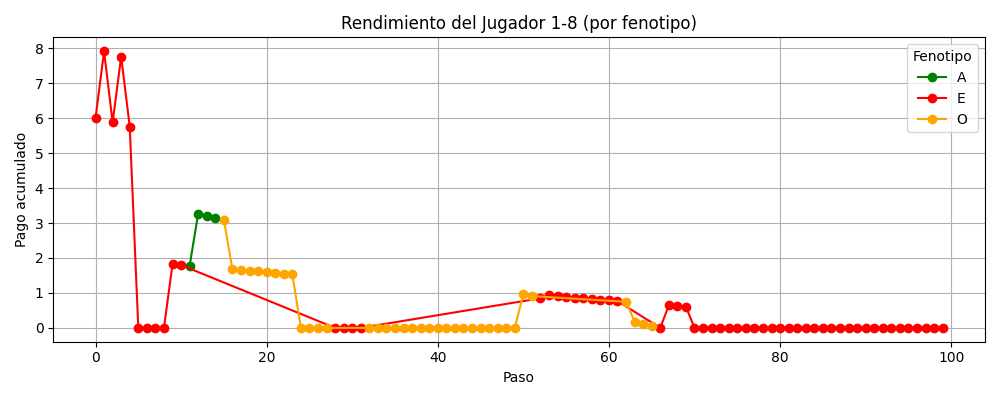 Rendimiento del Jugador 1-8 (por fenotipo)
Pago acumulado
8
7
6
5
4
3
2
1
0
Fenotipo
A
E
O
0 20 40 60 80 100
Paso